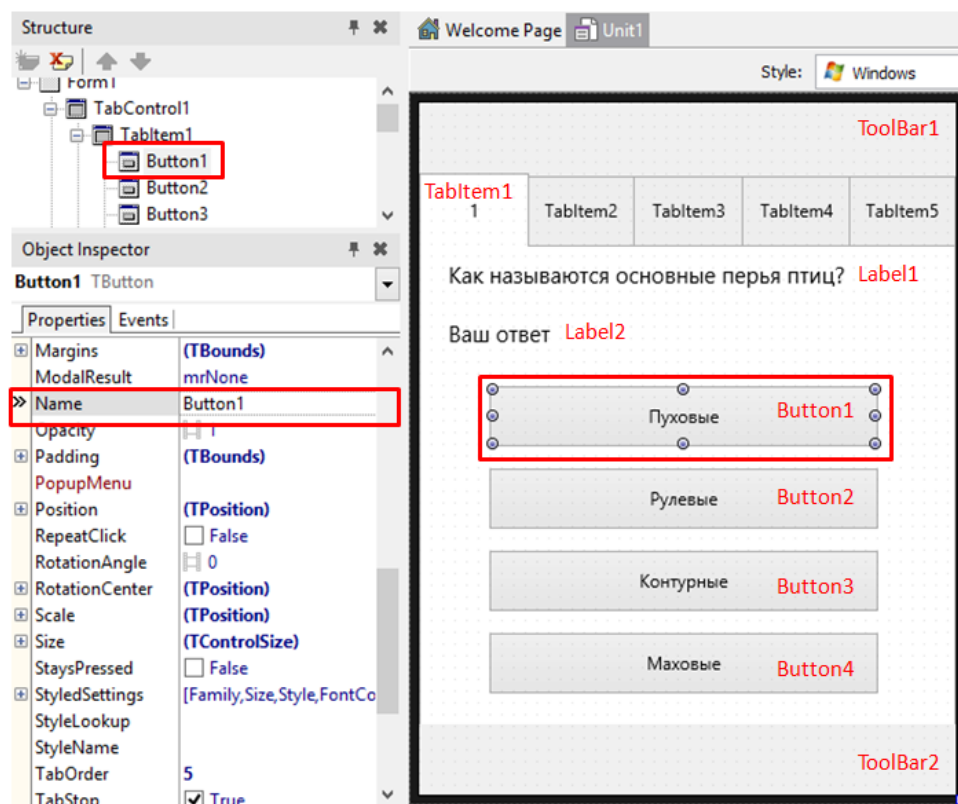 Structure
Form1
TabControl1
TabItem1
Button1
Button2
Button3
Object Inspector
Button1 TButton
Properties Events
Margins (TBounds)
ModalResult mrNone
Name Button1
Opacity 1
Padding (TBounds)
PopupMenu
Position (TPosition)
RepeatClick False
RotationAngle 0
RotationCenter (TPosition)
Scale (TPosition)
Size (TControlSize)
StaysPressed False
StyledSettings [Family,Size,Style,FontCo
StyleLookup
StyleName
TabOrder 5
TabStop True
Welcome Page Unit1
Style: Windows
ToolBar1
TabItem1
1 TabItem2 TabItem3 TabItem4 TabItem5
Как называются основные перья птиц? Label1
Ваш ответ Label2
Пуховые Button1
Рулевые Button2
Контурные Button3
Маховые Button4
ToolBar2